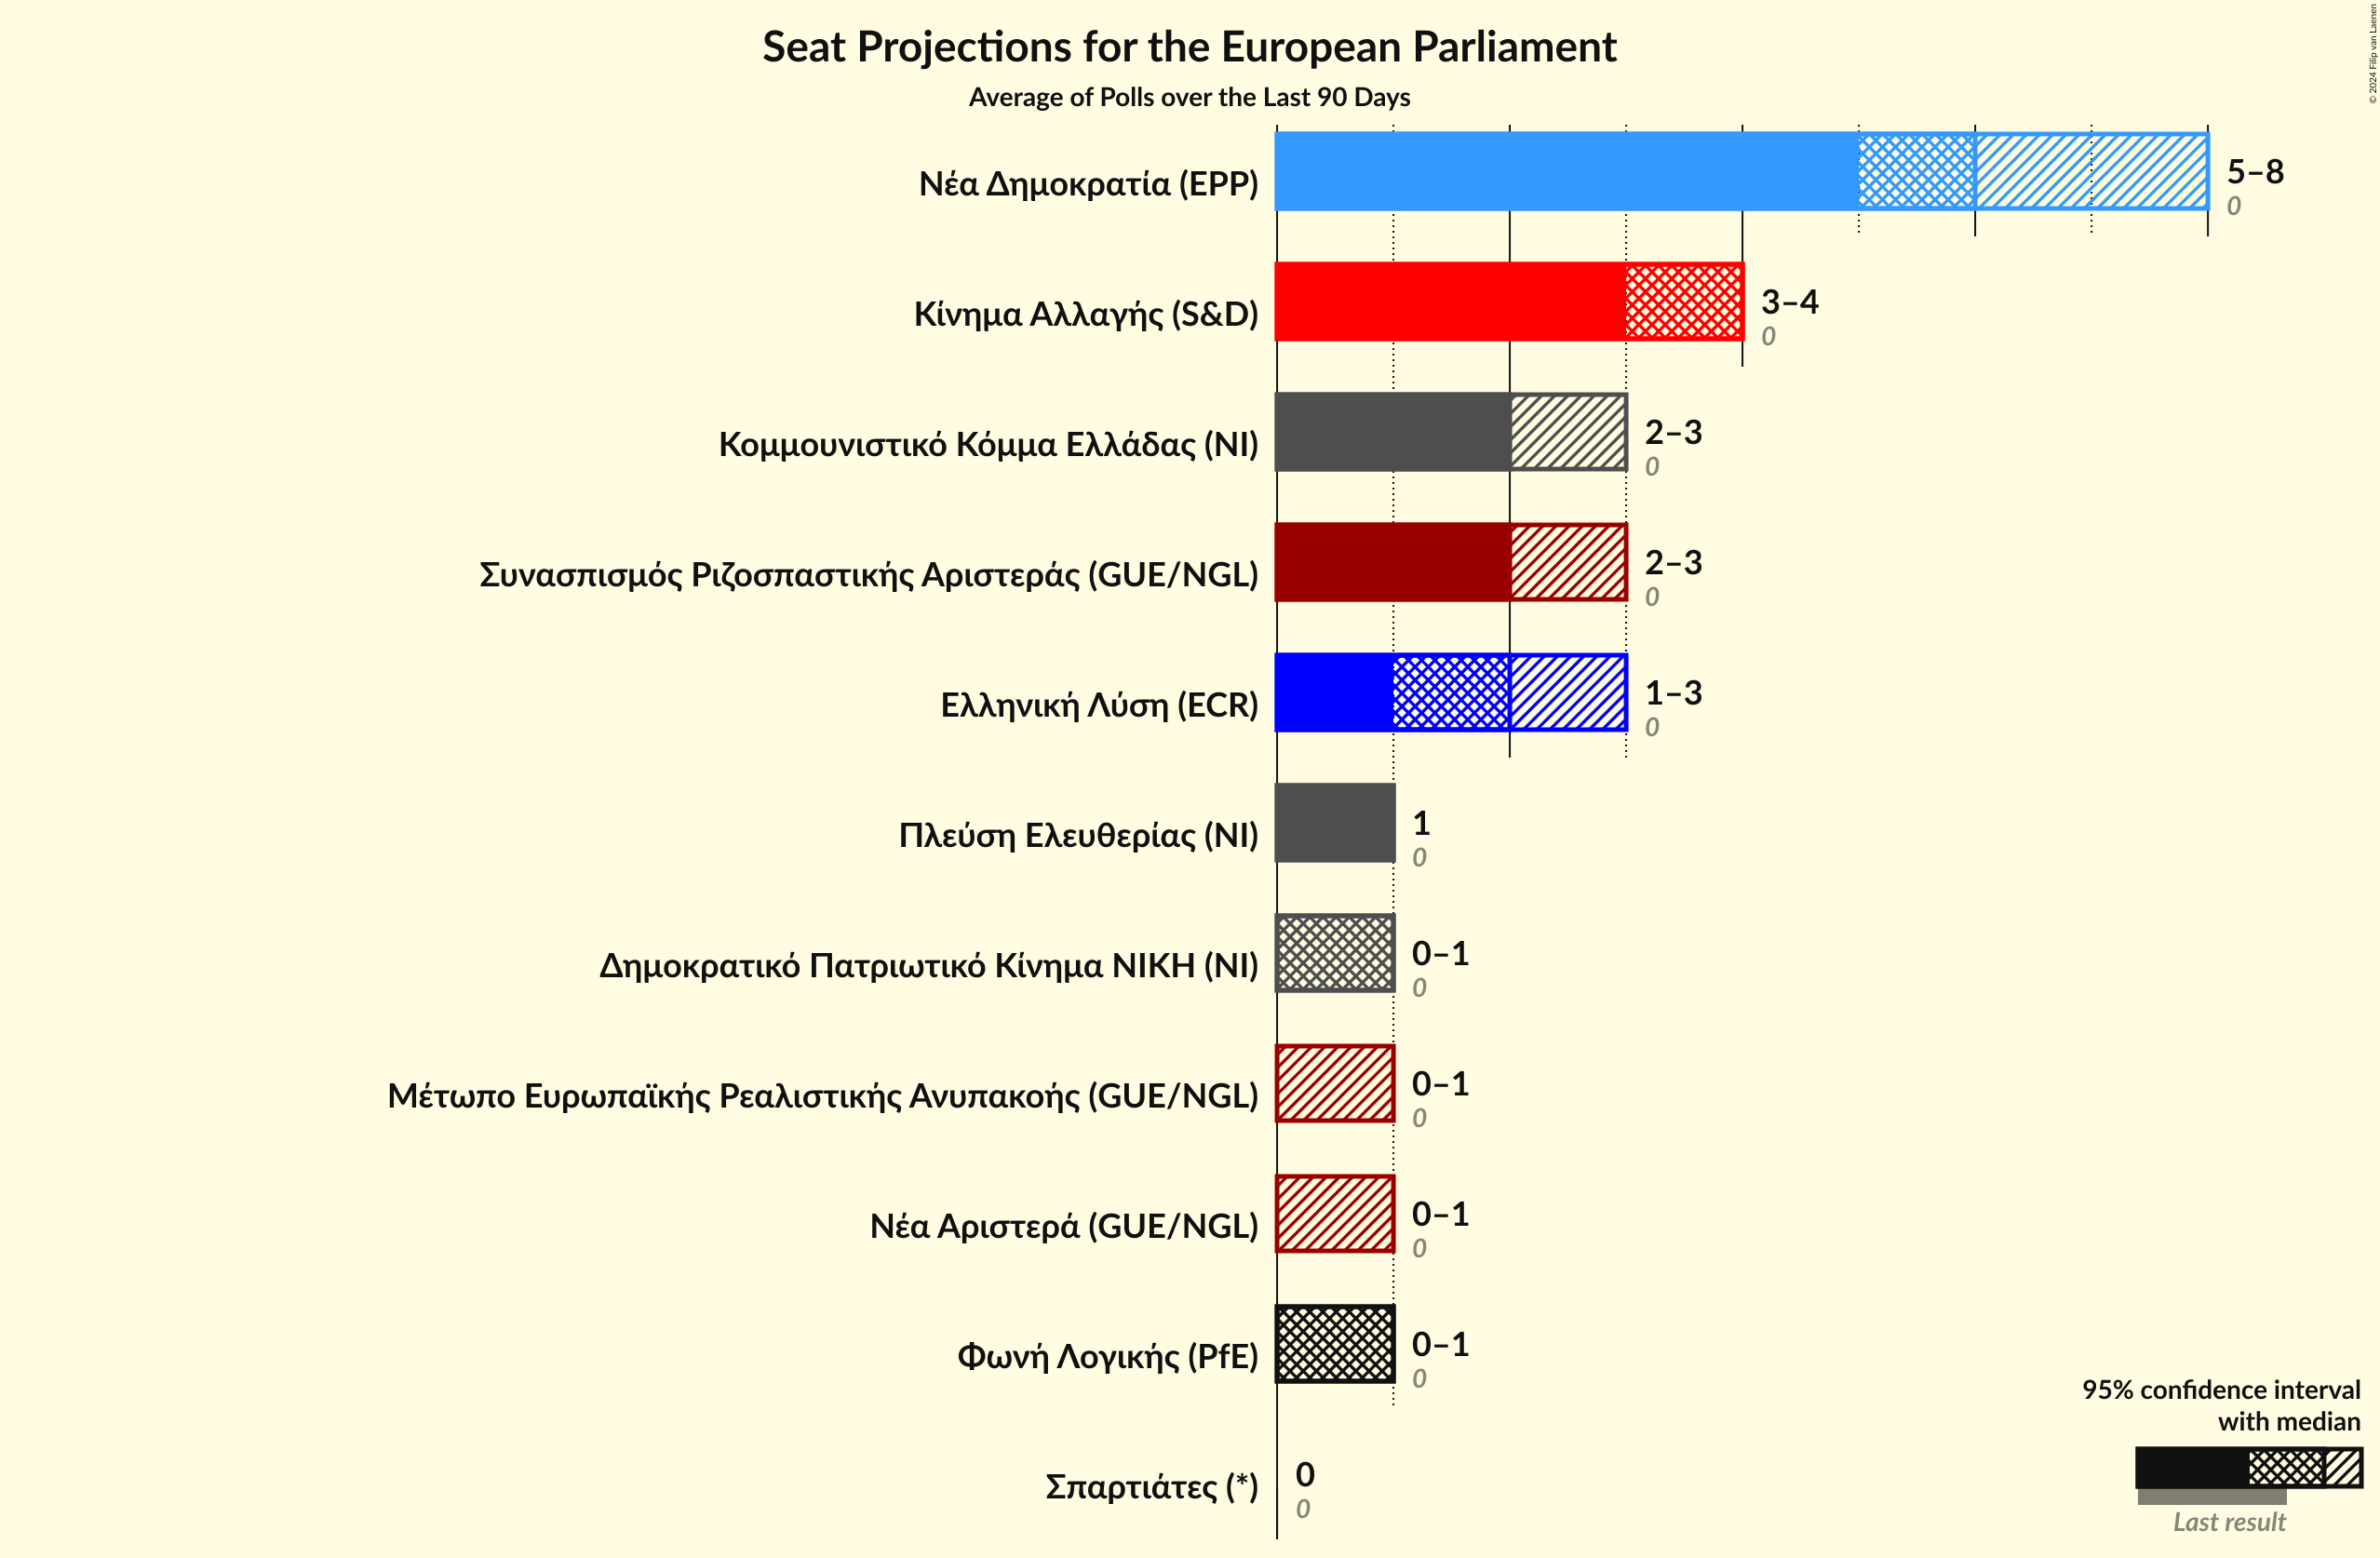 Seat Projections for the European Parliament
Average of Polls over the Last 90 Days
© 2024 Filip van Laenen
Νέα Δημοκρατία (EPP)
5–8
0
Κίνημα Αλλαγής (S&D)
3–4
0
Κομμουνιστικό Κόμμα Ελλάδας (NI)
2–3
0
Συνασπισμός Ριζοσπαστικής Αριστεράς (GUE/NGL)
2–3
0
Ελληνική Λύση (ECR)
1–3
0
Πλεύση Ελευθερίας (NI)
1
0
Δημοκρατικό Πατριωτικό Κίνημα ΝΙΚΗ (NI)
0–1
0
Μέτωπο Ευρωπαϊκής Ρεαλιστικής Ανυπακοής (GUE/NGL)
0–1
0
Νέα Αριστερά (GUE/NGL)
0–1
0
Φωνή Λογικής (PfE)
0–1
0
Σπαρτιάτες (*)
0
0
95% confidence interval
with median
Last result